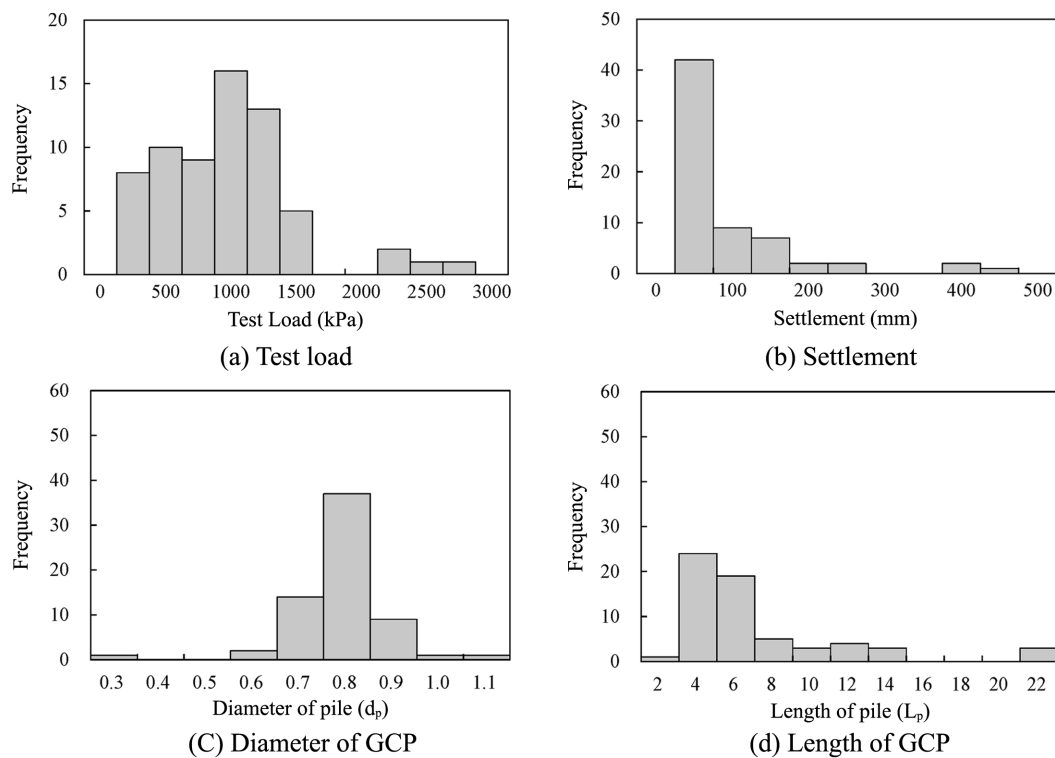 20
15
10
5
0
Frequency
0 500 1000 1500 2000 2500 3000
Test Load (kPa)
(a) Test load
50
40
30
20
10
0
Frequency
0 100 200 300 400 500
Settlement (mm)
(b) Settlement
60
50
40
30
20
10
0
Frequency
0.3 0.4 0.5 0.6 0.7 0.8 0.9 1.0 1.1
Diameter of pile (dₚ)
(C) Diameter of GCP
60
50
40
30
20
10
0
Frequency
2 4 6 8 10 12 14 16 18 20 22
Length of pile (Lₚ)
(d) Length of GCP